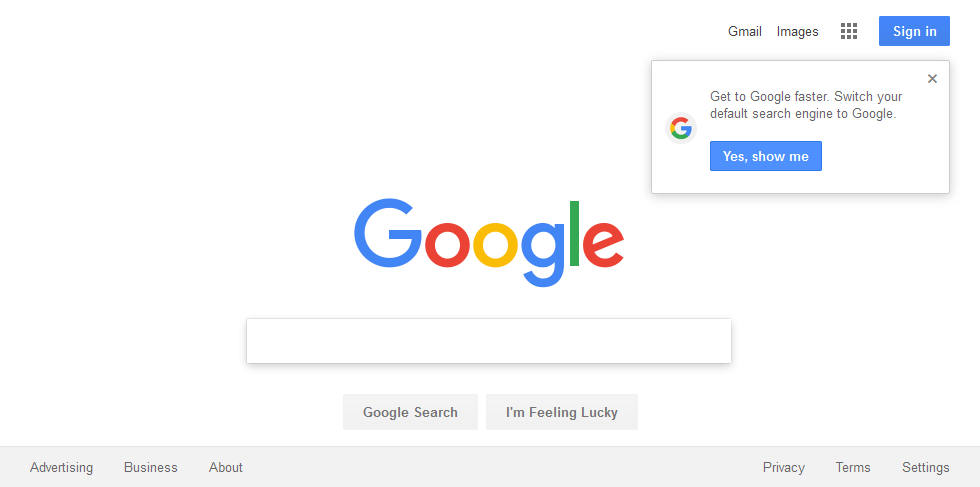 Gmail Images Sign in
Get to Google faster. Switch your
default search engine to Google.
Yes, show me
Google
Google Search I'm Feeling Lucky
Advertising Business About Privacy Terms Settings